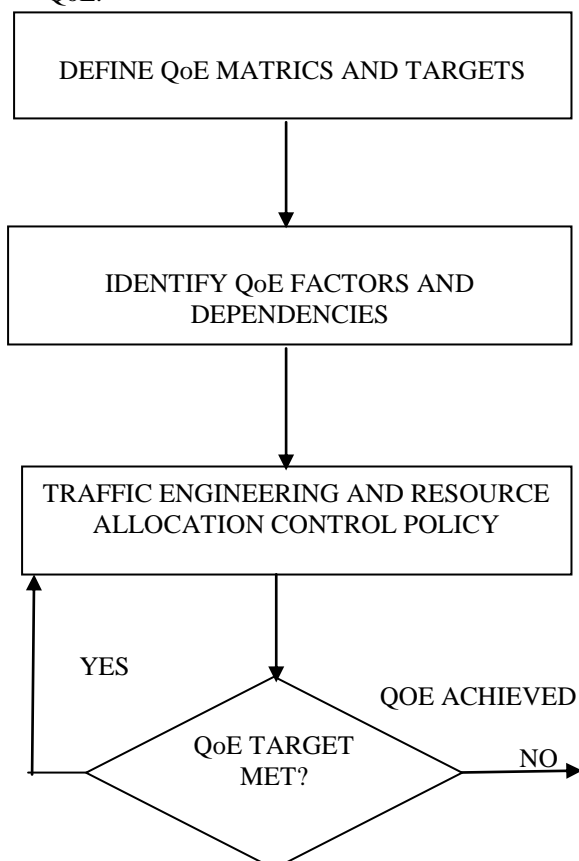 QoE.
DEFINE QoE MATRICS AND TARGETS
IDENTIFY QoE FACTORS AND
DEPENDENCIES
TRAFFIC ENGINEERING AND RESOURCE
ALLOCATION CONTROL POLICY
YES
QOE ACHIEVED
QoE TARGET
MET?
NO